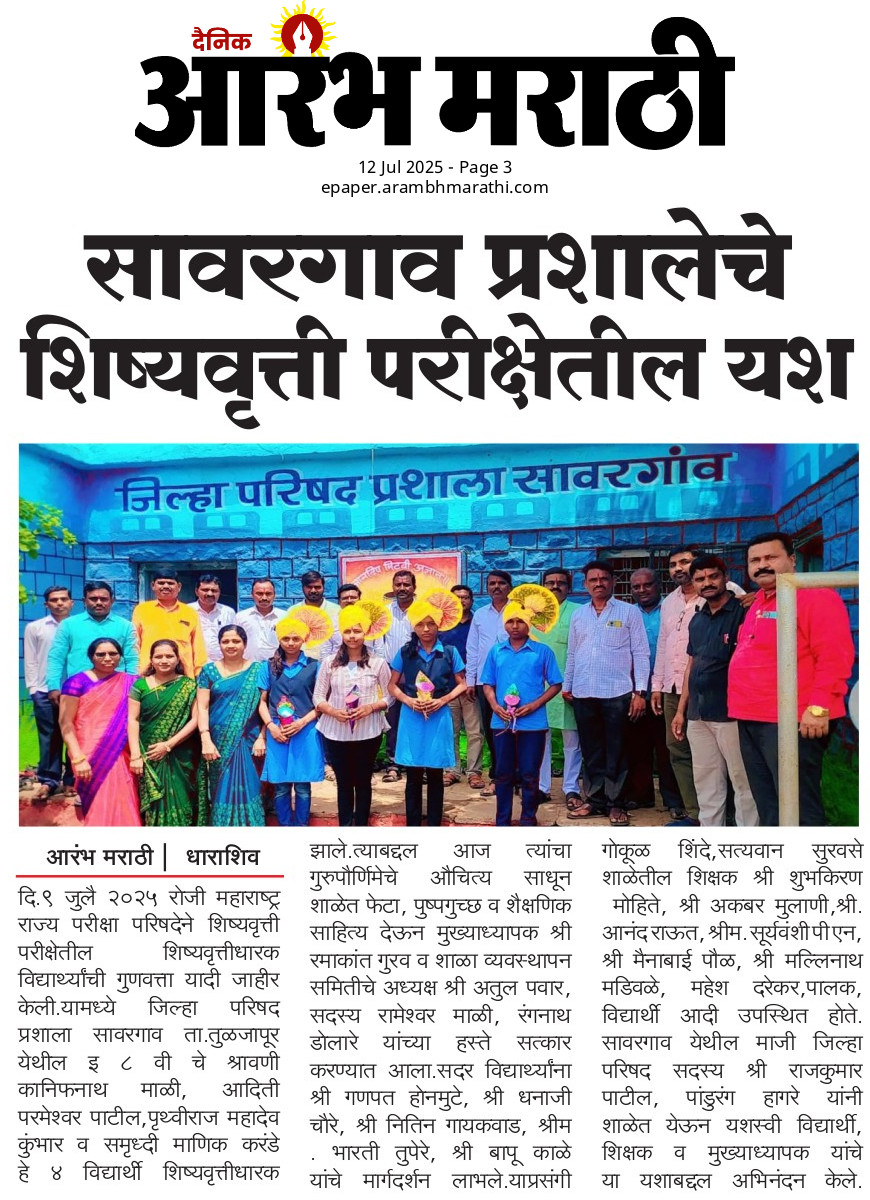 दैनिक
आरंभ मराठी
12 Jul 2025 - Page 3
epaper.arambhmarathi.com
सावरगाव प्रशालेचे
शिष्यवृत्ती परीक्षेतील यश
जिल्हा परिषद प्रशाला सावरगांव
आरंभ मराठी | धाराशिव
दि.९ जुलै २०२५ रोजी महाराष्ट्र
राज्य परीक्षा परिषदेने शिष्यवृत्ती
परीक्षेतील शिष्यवृत्तीधारक
विद्यार्थ्यांची गुणवत्ता यादी जाहीर
केली.यामध्ये जिल्हा परिषद
प्रशाला सावरगाव ता.तुळजापूर
येथील इ ८ वी चे श्रावणी
कानिफनाथ माळी, आदिती
परमेश्वर पाटील,पृथ्वीराज महादेव
कुंभार व समृध्दी माणिक करंडे
हे ४ विद्यार्थी शिष्यवृत्तीधारक
झाले.त्याबद्दल आज त्यांचा
गुरुपौर्णिमेचे औचित्य साधून
शाळेत फेटा, पुष्पगुच्छ व शैक्षणिक
साहित्य देऊन मुख्याध्यापक श्री
रमाकांत गुरव व शाळा व्यवस्थापन
समितीचे अध्यक्ष श्री अतुल पवार,
सदस्य रामेश्वर माळी, रंगनाथ
डोलारे यांच्या हस्ते सत्कार
करण्यात आला.सदर विद्यार्थ्यांना
श्री गणपत होनमुटे, श्री धनाजी
चौरे, श्री नितिन गायकवाड, श्रीम
. भारती तुपेरे, श्री बापू काळे
यांचे मार्गदर्शन लाभले.याप्रसंगी
गोकूळ शिंदे,सत्यवान सुरवसे
शाळेतील शिक्षक श्री शुभकिरण
मोहिते, श्री अकबर मुलाणी,श्री.
आनंद राऊत, श्रीम. सूर्यवंशी पी एन,
श्री मैनाबाई पौळ, श्री मल्लिनाथ
मडिवळे, महेश दरेकर,पालक,
विद्यार्थी आदी उपस्थित होते.
सावरगाव येथील माजी जिल्हा
परिषद सदस्य श्री राजकुमार
पाटील, पांडुरंग हागरे यांनी
शाळेत येऊन यशस्वी विद्यार्थी,
शिक्षक व मुख्याध्यापक यांचे
या यशाबद्दल अभिनंदन केले.